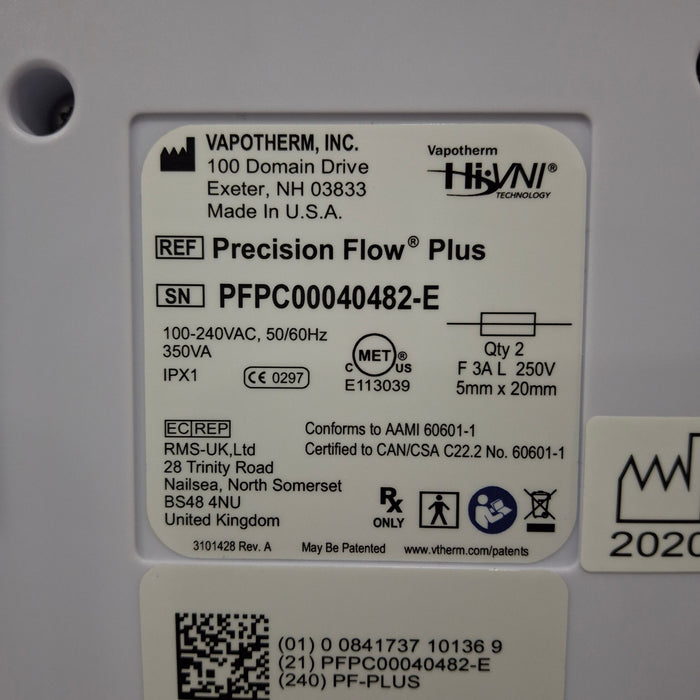 VAPOTHERM, INC.
100 Domain Drive
Exeter, NH 03833
Made In U.S.A.
Vapotherm
Hi-VNI®
TECHNOLOGY
REF Precision Flow® Plus
SN PFPC00040482-E
100-240VAC, 50/60Hz
350VA
IPX1
CE 0297
C MET ® US
E113039
Qty 2
F 3A L 250V
5mm x 20mm
EC REP
RMS-UK,Ltd
28 Trinity Road
Nailsea, North Somerset
BS48 4NU
United Kingdom
Conforms to AAMI 60601-1
Certified to CAN/CSA C22.2 No. 60601-1
Rx
ONLY
3101428 Rev. A
May Be Patented
www.vtherm.com/patents
2020
(01) 0 0841737 10136 9
(21) PFPC00040482-E
(240) PF-PLUS